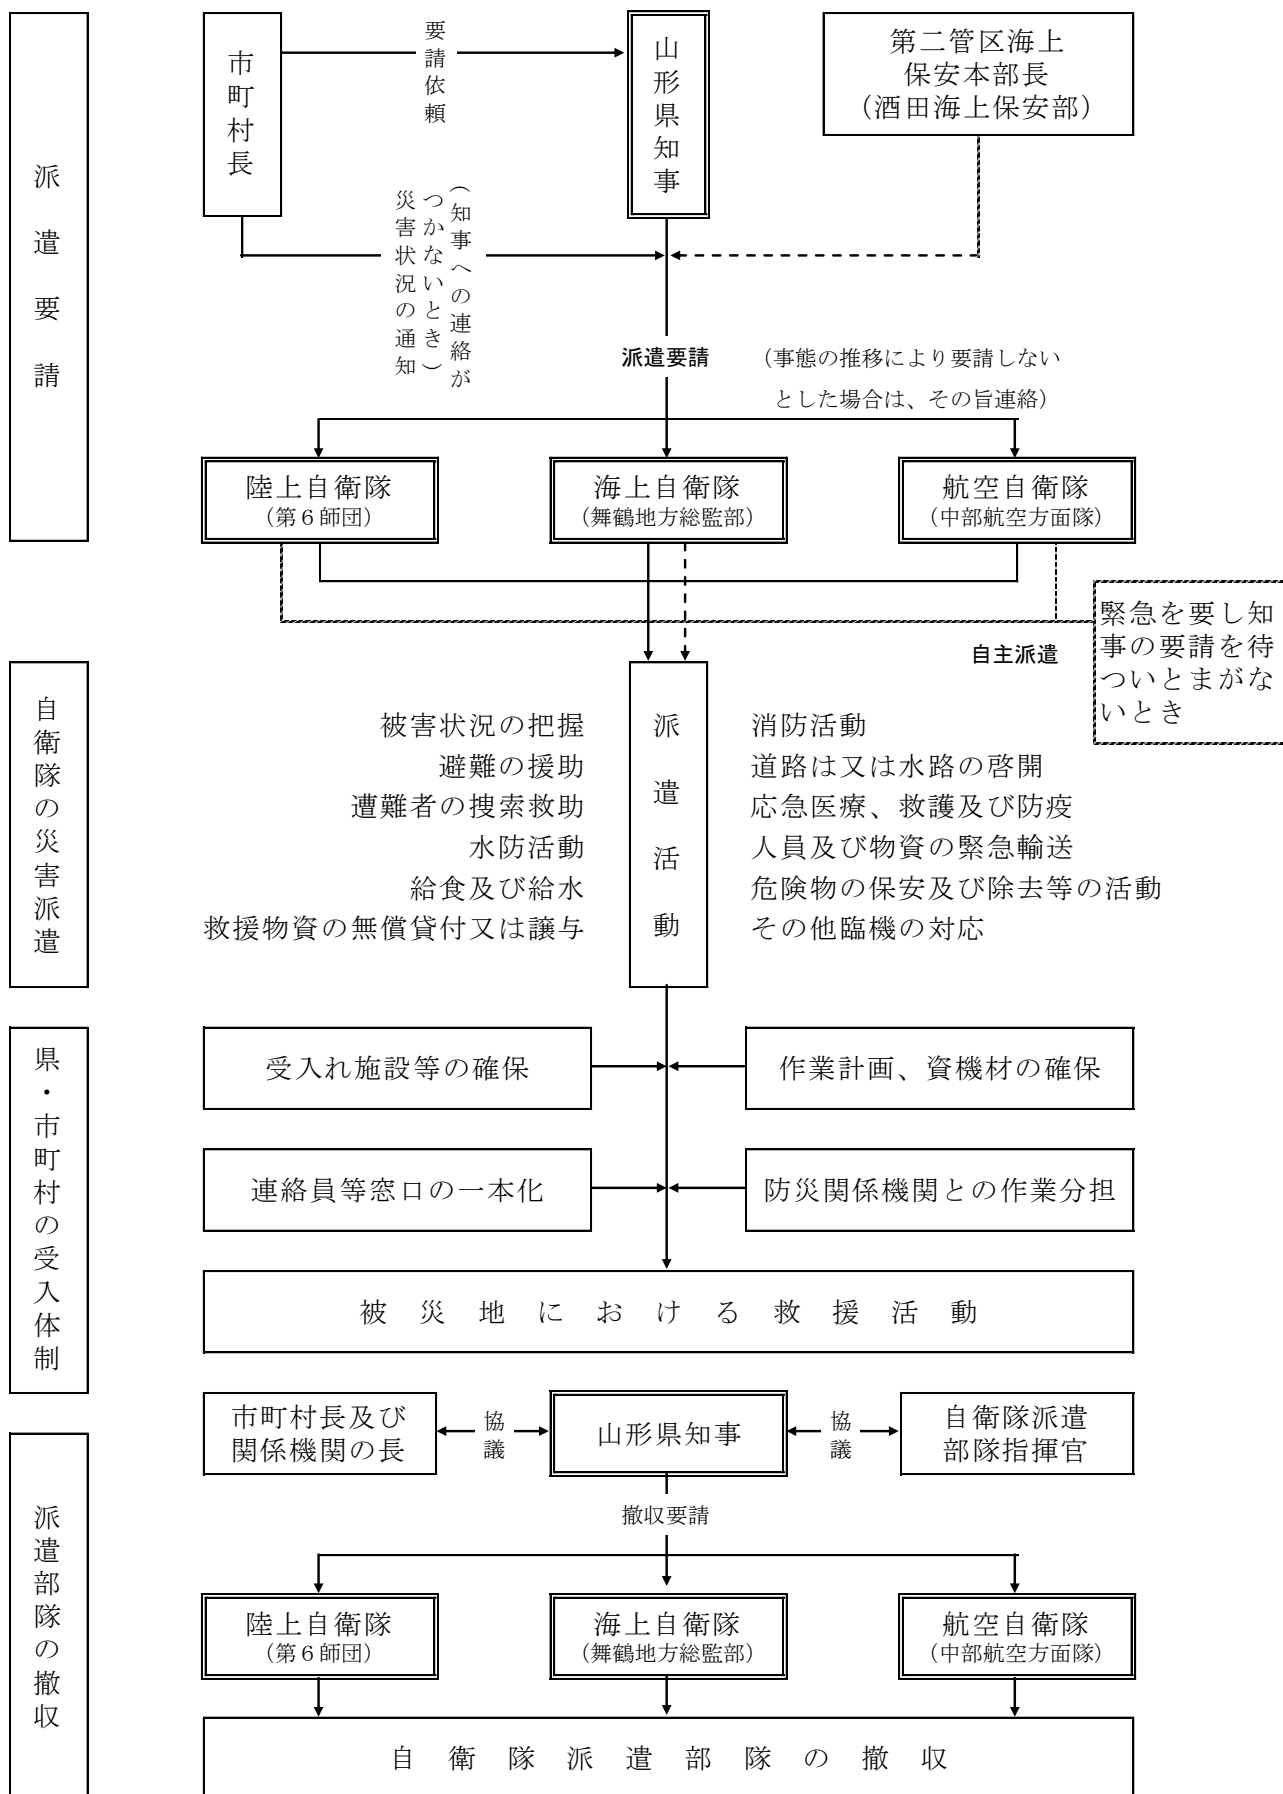 派遣要請
市町村長
要請依頼
山形県知事
第二管区海上
保安本部長
（酒田海上保安部）
（知事への連絡が
つかないとき）
災害状況の通知
派遣要請
（事態の推移により要請しない
とした場合は、その旨連絡）
陸上自衛隊
（第６師団）
海上自衛隊
（舞鶴地方総監部）
航空自衛隊
（中部航空方面隊）
緊急を要し知
事の要請を待
ついとまがな
いとき
自主派遣
自衛隊の災害派遣
派遣活動
被害状況の把握
避難の援助
遭難者の捜索救助
水防活動
給食及び給水
救援物資の無償貸付又は譲与
消防活動
道路は又は水路の啓開
応急医療、救護及び防疫
人員及び物資の緊急輸送
危険物の保安及び除去等の活動
その他臨機の対応
県・市町村の受入体制
受入れ施設等の確保
作業計画、資機材の確保
連絡員等窓口の一本化
防災関係機関との作業分担
被災地における救援活動
派遣部隊の撤収
市町村長及び
関係機関の長
協議
山形県知事
協議
自衛隊派遣
部隊指揮官
撤収要請
陸上自衛隊
（第６師団）
海上自衛隊
（舞鶴地方総監部）
航空自衛隊
（中部航空方面隊）
自衛隊派遣部隊の撤収